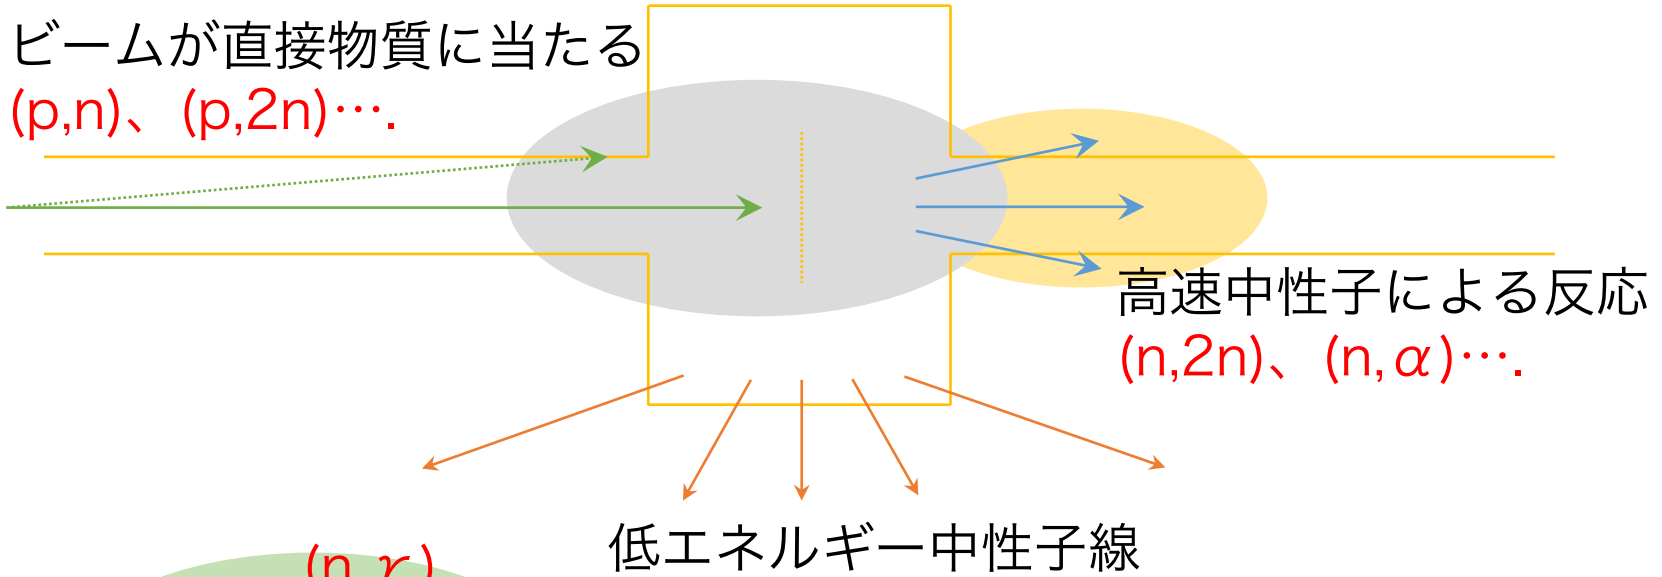 ビームが直接物質に当たる
(p,n)、(p,2n)….
高速中性子による反応
(n,2n)、(n,α)….
低エネルギー中性子線
(n,γ)